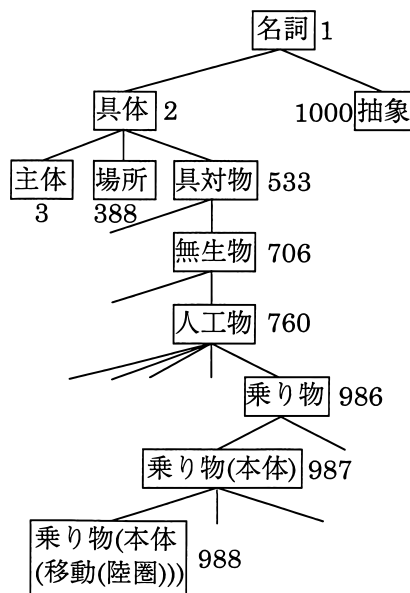 名詞 1
具体 2
1000 抽象
主体
場所
具対物 533
3
388
無生物 706
人工物 760
乗り物 986
乗り物(本体) 987
乗り物(本体
(移動(陸圏))) 988